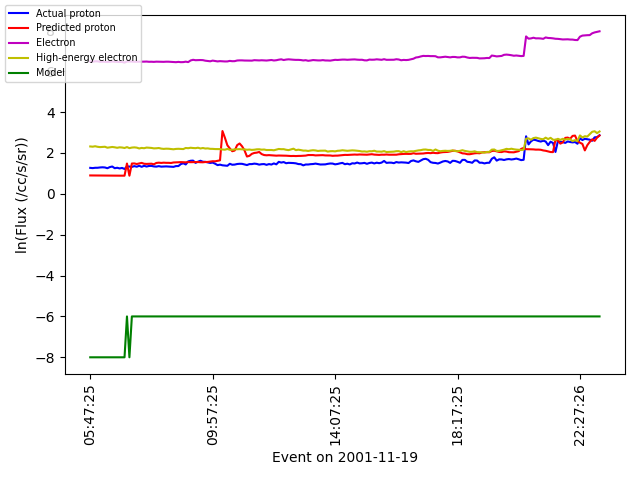 Actual proton
Predicted proton
Electron
High-energy electron
Model
4
2
0
−2
−4
−6
−8
ln(Flux (/cc/s/sr))
05:47:25
09:57:25
14:07:25
18:17:25
22:27:26
Event on 2001-11-19